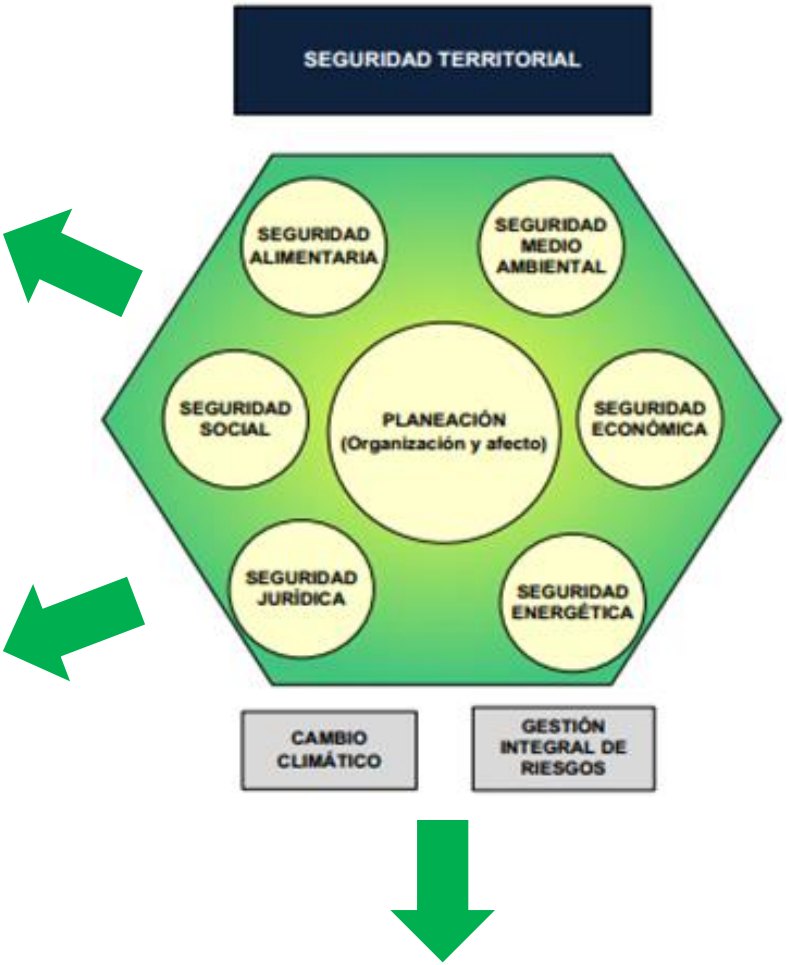 SEGURIDAD TERRITORIAL
SEGURIDAD
ALIMENTARIA
SEGURIDAD
MEDIO
AMBIENTAL
SEGURIDAD
SOCIAL
PLANEACIÓN
(Organización y afecto)
SEGURIDAD
ECONÓMICA
SEGURIDAD
JURÍDICA
SEGURIDAD
ENERGÉTICA
CAMBIO
CLIMÁTICO
GESTIÓN
INTEGRAL DE
RIESGOS